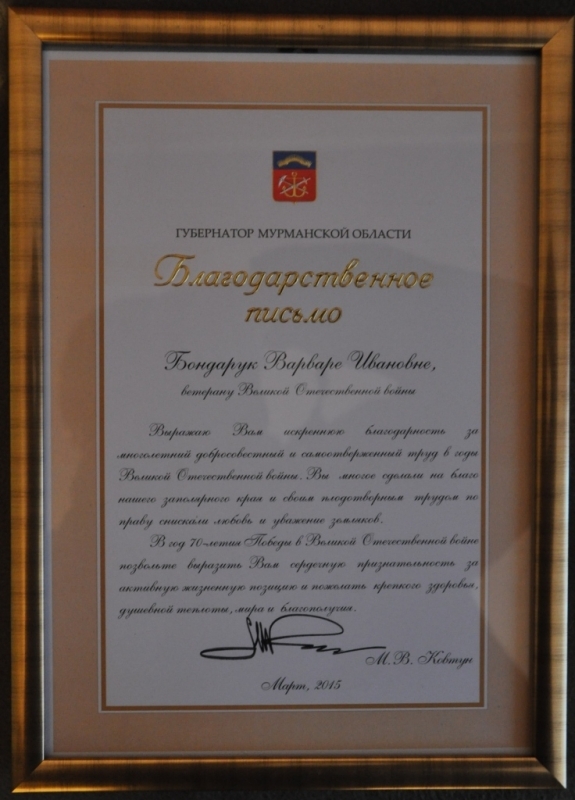 ГУБЕРНАТОР МУРМАНСКОЙ ОБЛАСТИ
Благодарственное
письмо
Бондарук Варваре Ивановне,
ветерану Великой Отечественной войны
Выражаю Вам искреннюю благодарность за
многолетний добросовестный и самоотверженный труд в годы
Великой Отечественной войны. Вы многое сделали на благо
нашего заполярного края и своим плодотворным трудом по
праву снискали любовь и уважение земляков.
В год 70-летия Победы в Великой Отечественной войне
позвольте выразить Вам сердечную признательность за
активную жизненную позицию и пожелать крепкого здоровья,
душевной теплоты, мира и благополучия.
М. В. Ковтун
Март, 2015